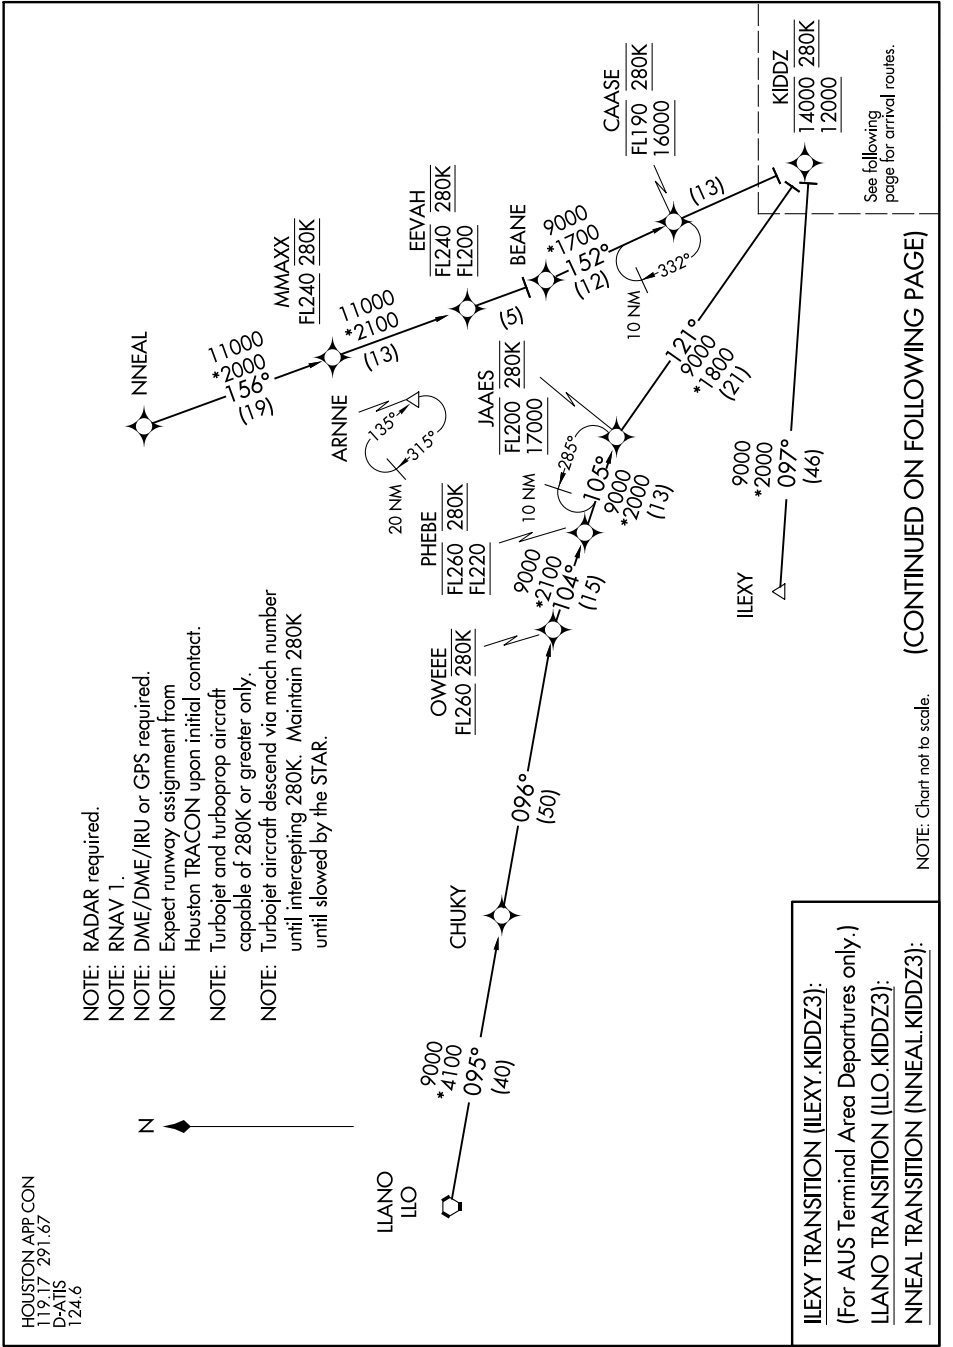 HOUSTON APP CON
119.17 291.67
D-ATIS
124.6
N
NOTE: RADAR required.
NOTE: RNAV 1.
NOTE: DME/DME/IRU or GPS required.
NOTE: Expect runway assignment from
Houston TRACON upon initial contact.
NOTE: Turbojet and turboprop aircraft
capable of 280K or greater only.
NOTE: Turbojet aircraft descend via mach number
until intercepting 280K. Maintain 280K
until slowed by the STAR.
NNEAL
11000
*2000
156°
(19)
MMAXX
FL240 280K
11000
*2100
(13)
EEVAH
FL240 280K
FL200
(5)
BEANE
9000
*1700
152°
(12)
CAASE
FL190 280K
16000
10 NM
332°
(13)
KIDDZ
14000 280K
12000
See following
page for arrival routes.
ARNNE
135°
315°
20 NM
LLANO
LLO
9000
*4100
095°
(40)
CHUKY
096°
(50)
OWEEE
FL260 280K
9000
*2100
104°
(15)
PHEBE
FL260 280K
FL220
10 NM
285°
105°
9000
*2000
(13)
JAAES
FL200 280K
17000
121°
9000
*1800
(21)
ILEXY
9000
*2000
097°
(46)
(CONTINUED ON FOLLOWING PAGE)
NOTE: Chart not to scale.
ILEXY TRANSITION (ILEXY.KIDDZ3):
(For AUS Terminal Area Departures only.)
LLANO TRANSITION (LLO.KIDDZ3):
NNEAL TRANSITION (NNEAL.KIDDZ3):